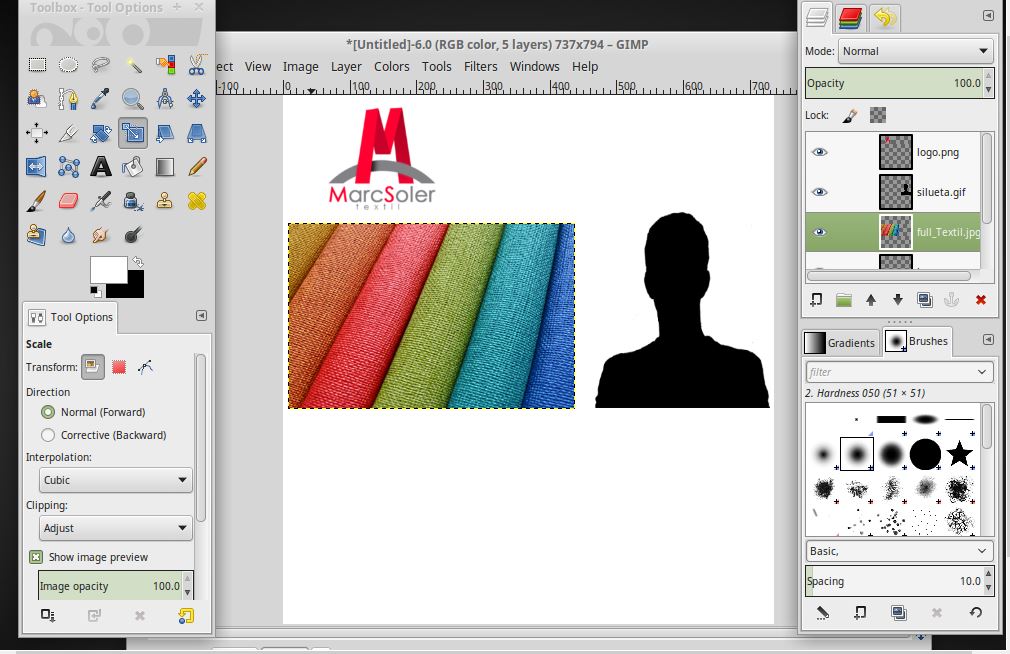 Toolbox - Tool Options
*[Untitled]-6.0 (RGB color, 5 layers) 737x794 – GIMP
ect View Image Layer Colors Tools Filters Windows Help
-100 0 100 200 300 400 500 600 700
MarcSoler
textil
Tool Options
Scale
Transform:
Direction
Normal (Forward)
Corrective (Backward)
Interpolation:
Cubic
Clipping:
Adjust
Show image preview
Image opacity 100.0
Mode: Normal
Opacity 100.0
Lock:
logo.png
silueta.gif
full_Textil.jpg
Gradients Brushes
filter
2. Hardness 050 (51 × 51)
Basic,
Spacing 10.0